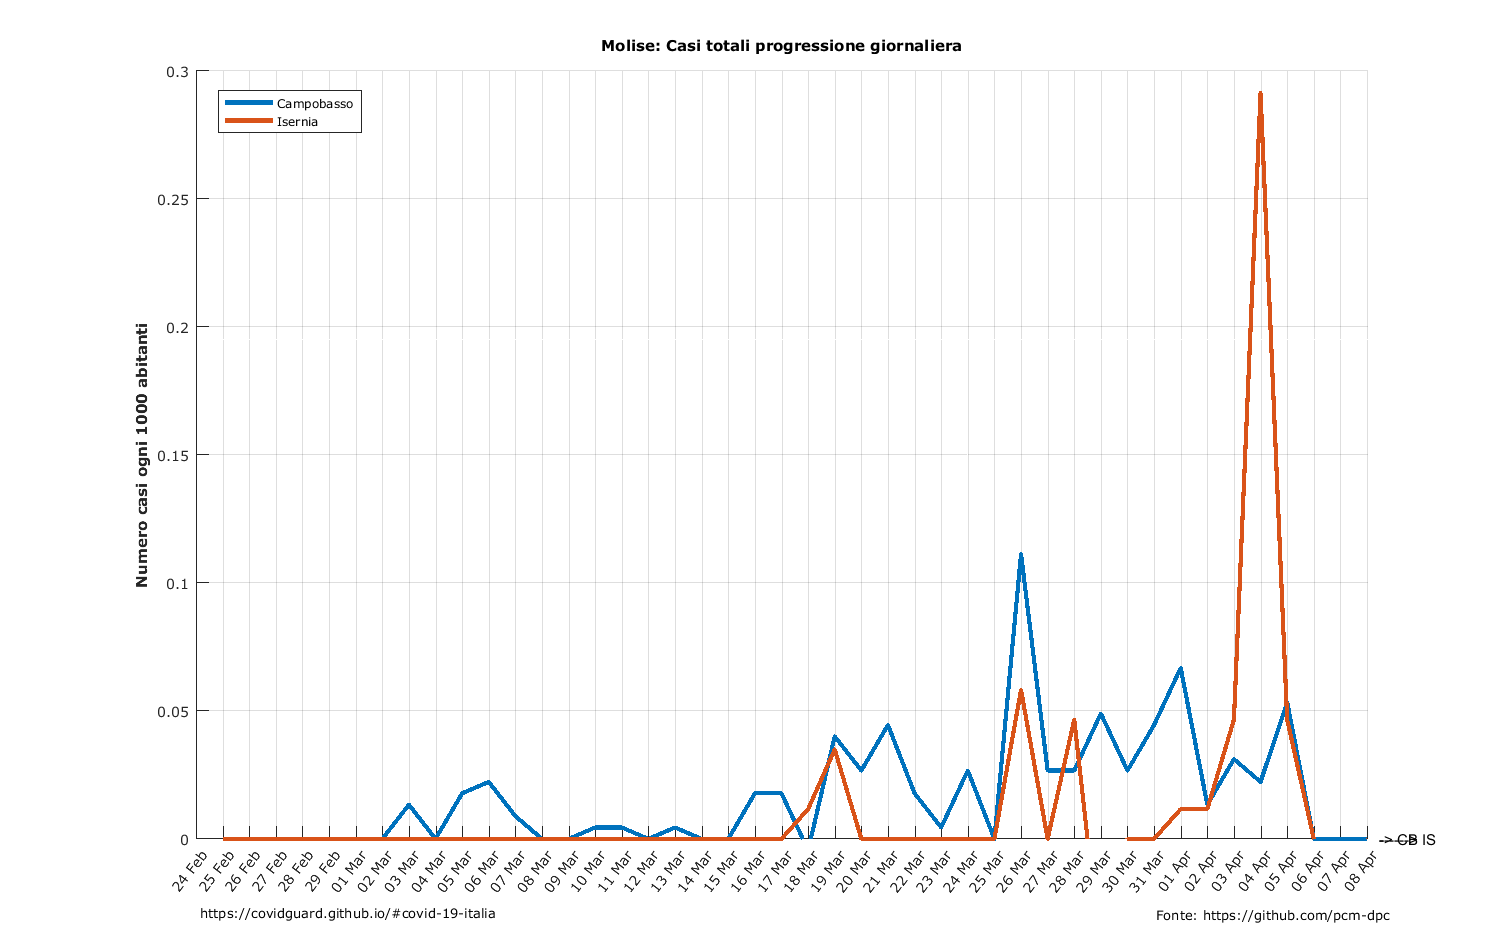 Molise: Casi totali progressione giornaliera
Numero casi ogni 1000 abitanti
0.3
0.25
0.2
0.15
0.1
0.05
0
Campobasso
Isernia
24 Feb
25 Feb
26 Feb
27 Feb
28 Feb
29 Feb
01 Mar
02 Mar
03 Mar
04 Mar
05 Mar
06 Mar
07 Mar
08 Mar
09 Mar
10 Mar
11 Mar
12 Mar
13 Mar
14 Mar
15 Mar
16 Mar
17 Mar
18 Mar
19 Mar
20 Mar
21 Mar
22 Mar
23 Mar
24 Mar
25 Mar
26 Mar
27 Mar
28 Mar
29 Mar
30 Mar
31 Mar
01 Apr
02 Apr
03 Apr
04 Apr
05 Apr
06 Apr
07 Apr
08 Apr
IS
https://covidguard.github.io/#covid-19-italia
Fonte: https://github.com/pcm-dpc